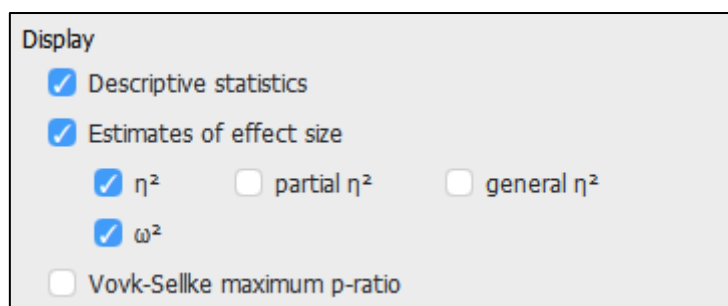 Display
Descriptive statistics
Estimates of effect size
η² partial η² general η²
ω²
Vovk-Sellke maximum p-ratio